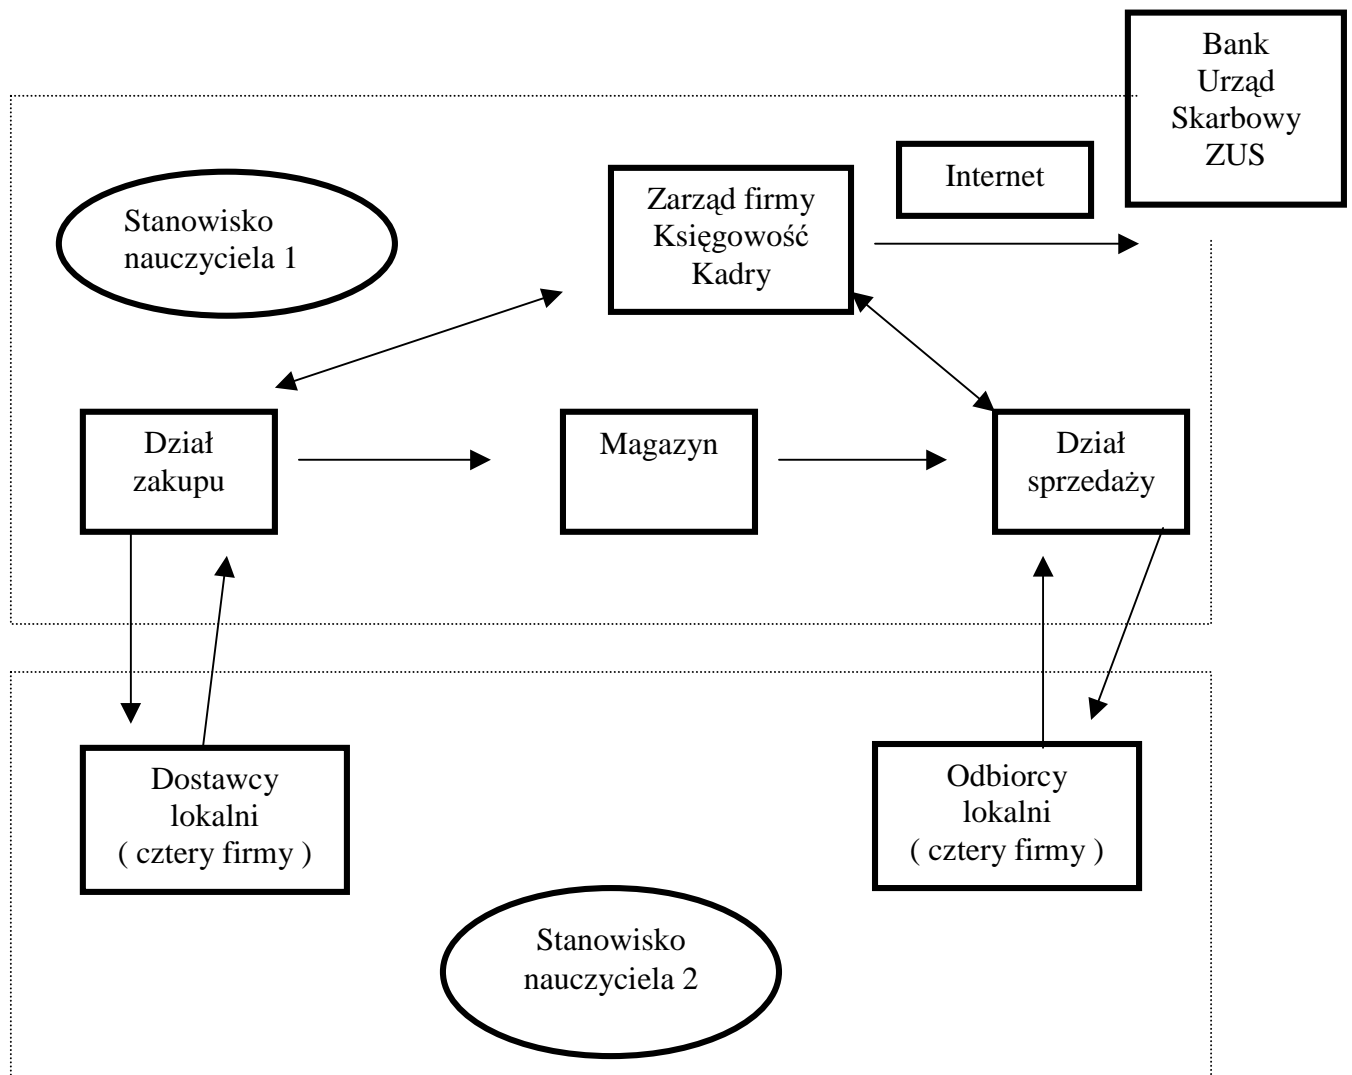 Bank
Urząd
Skarbowy
ZUS
Internet
Zarząd firmy
Księgowość
Kadry
Stanowisko
nauczyciela 1
Dział
zakupu
Magazyn
Dział
sprzedaży
Dostawcy
lokalni
( cztery firmy )
Odbiorcy
lokalni
( cztery firmy )
Stanowisko
nauczyciela 2